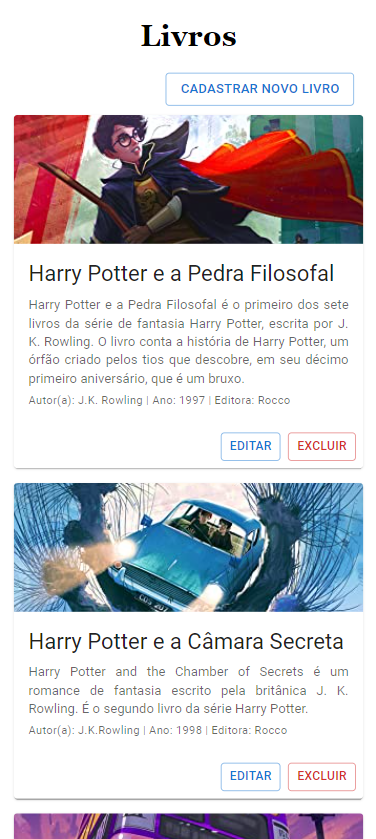 Livros
CADASTRAR NOVO LIVRO
Harry Potter e a Pedra Filosofal
Harry Potter e a Pedra Filosofal é o primeiro dos sete
livros da série de fantasia Harry Potter, escrita por J.
K. Rowling. O livro conta a história de Harry Potter, um
órfão criado pelos tios que descobre, em seu décimo
primeiro aniversário, que é um bruxo.
Autor(a): J.K. Rowling | Ano: 1997 | Editora: Rocco
EDITAR EXCLUIR
Harry Potter e a Câmara Secreta
Harry Potter and the Chamber of Secrets é um
romance de fantasia escrito pela britânica J. K.
Rowling. É o segundo livro da série Harry Potter.
Autor(a): J.K.Rowling | Ano: 1998 | Editora: Rocco
EDITAR EXCLUIR